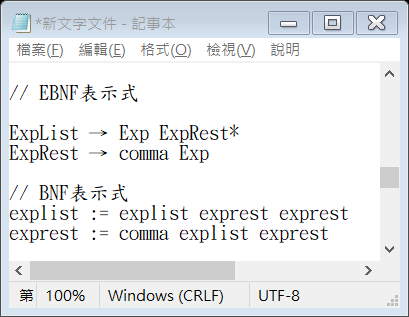 *新文字文件 - 記事本
檔案(F) 編輯(E) 格式(O) 檢視(V) 說明
// EBNF表示式
ExpList → Exp ExpRest*
ExpRest → comma Exp
// BNF表示式
explist := explist exprest exprest
exprest := comma explist exprest
第 100% Windows (CRLF) UTF-8